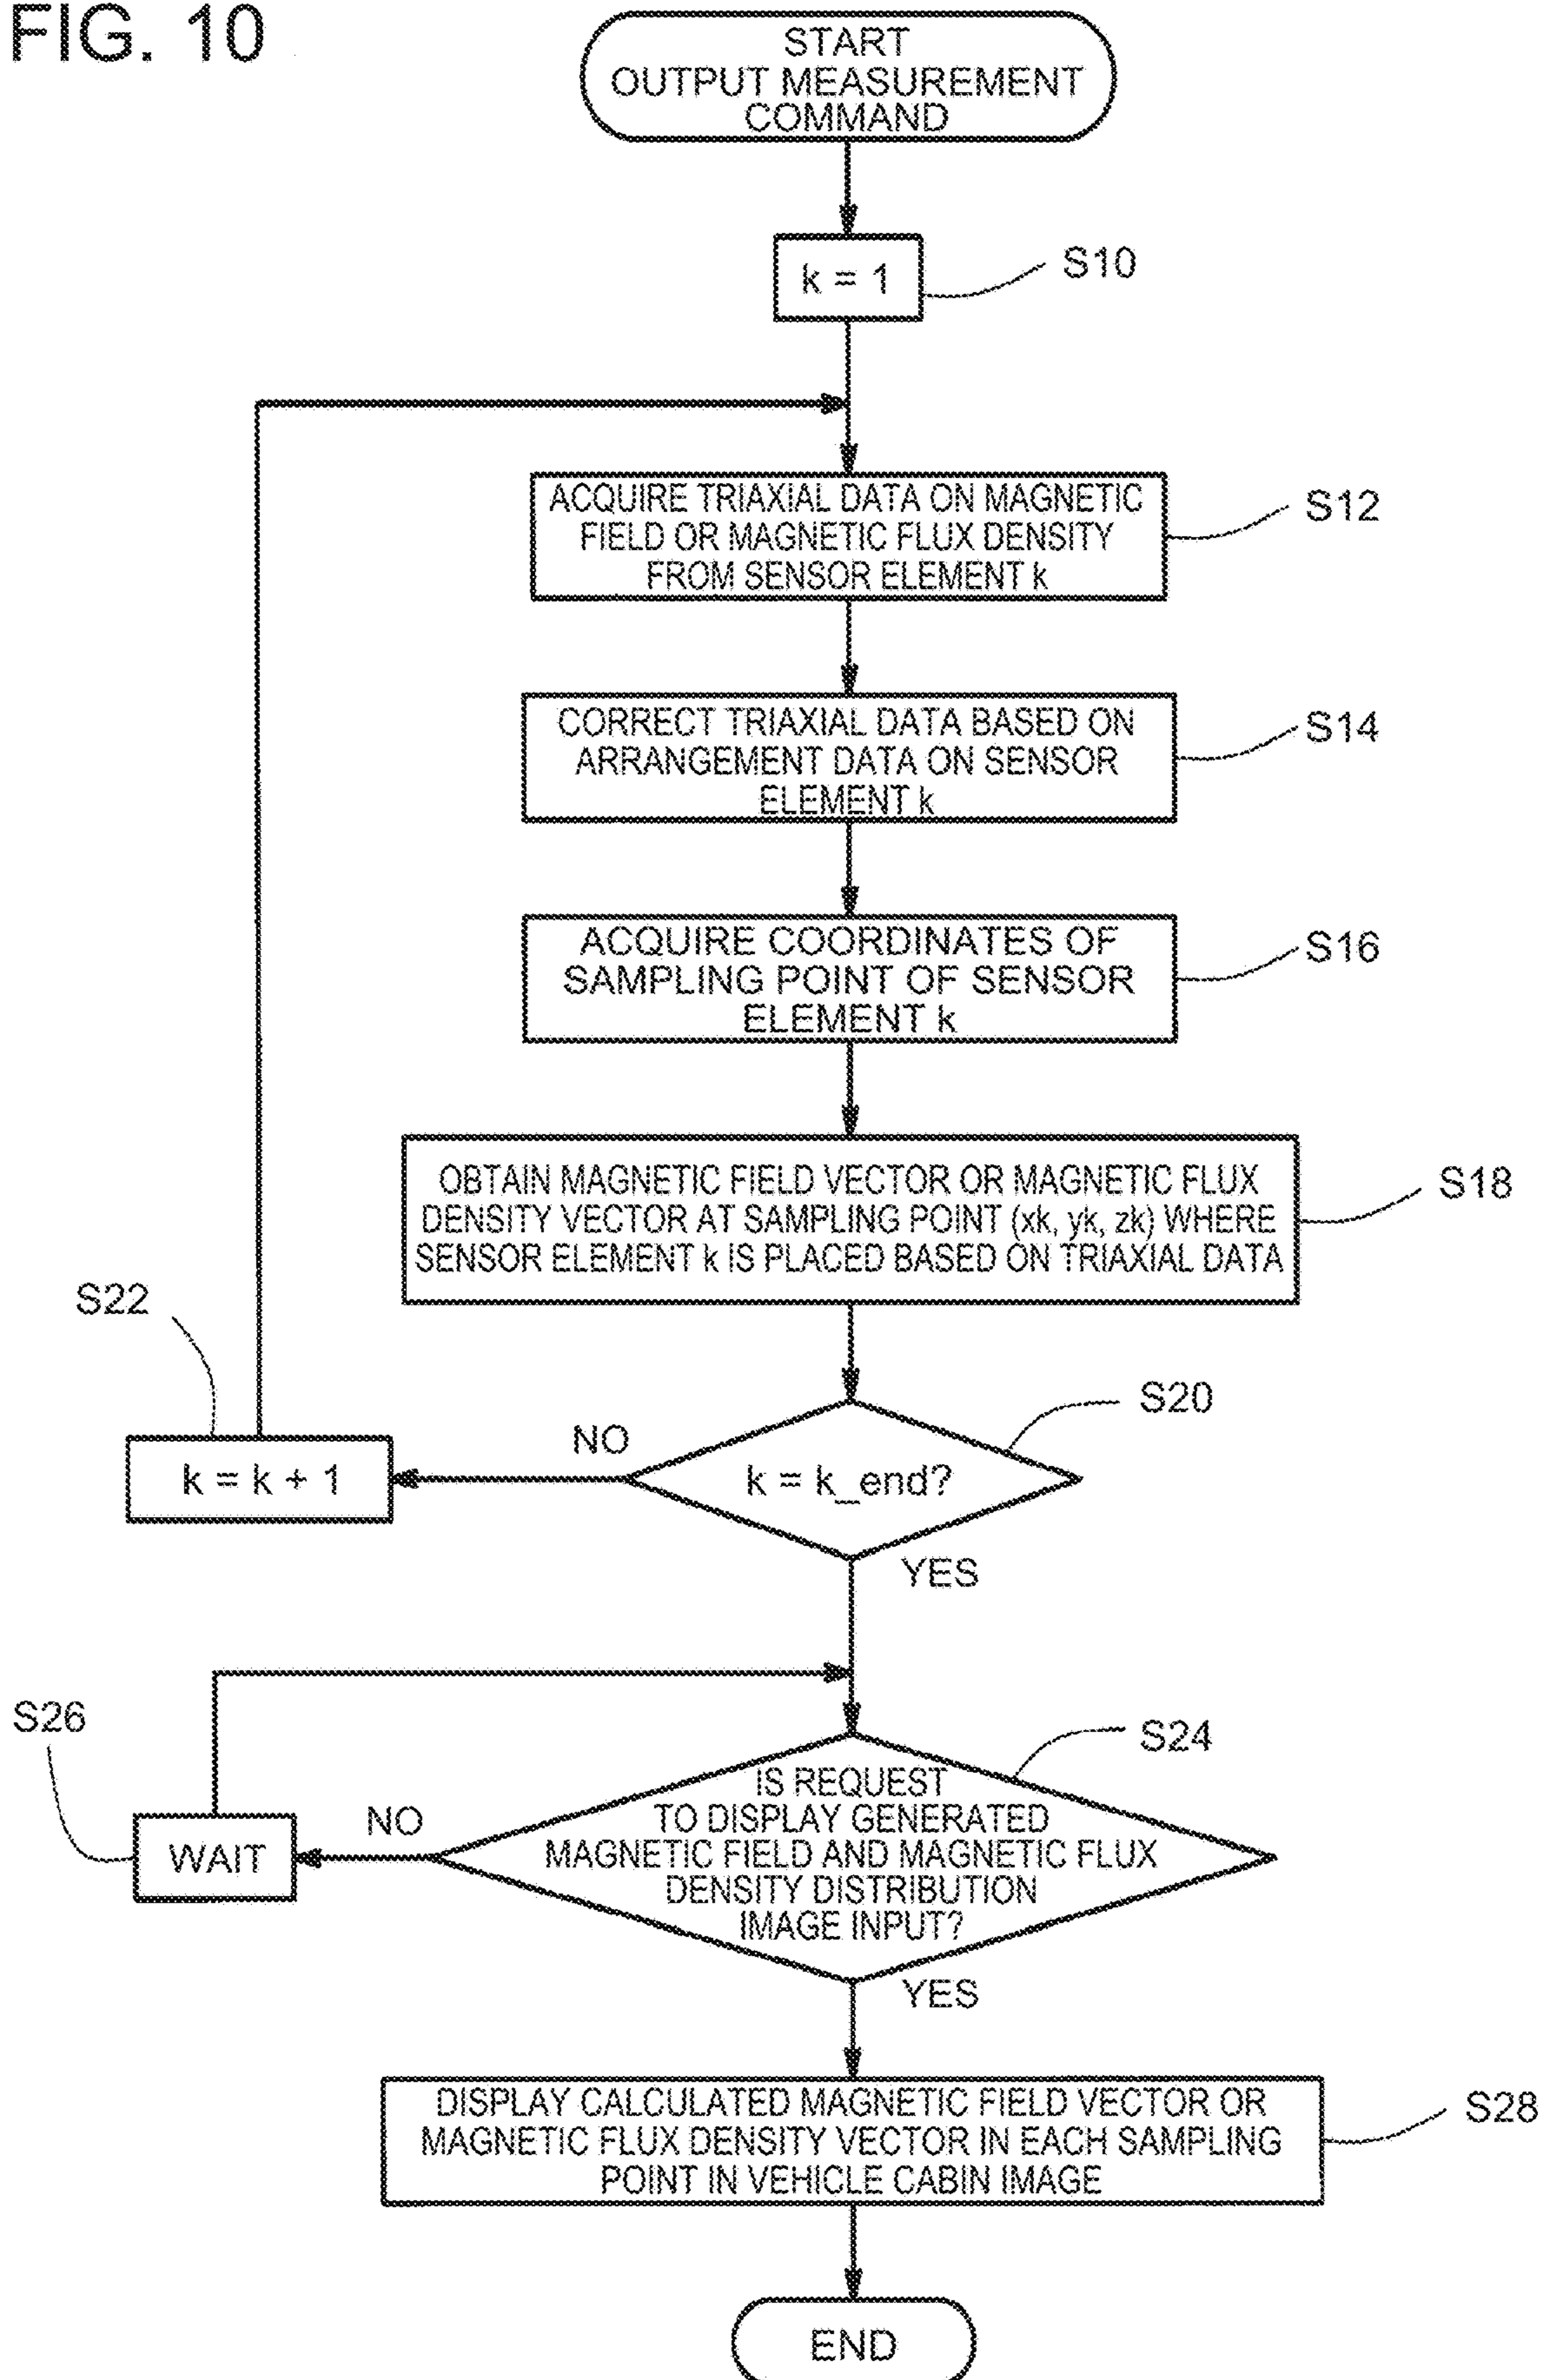 FIG. 10
START
OUTPUT MEASUREMENT
COMMAND
k = 1
S10
ACQUIRE TRIAXIAL DATA ON MAGNETIC
FIELD OR MAGNETIC FLUX DENSITY
FROM SENSOR ELEMENT k
S12
CORRECT TRIAXIAL DATA BASED ON
ARRANGEMENT DATA ON SENSOR
ELEMENT k
S14
ACQUIRE COORDINATES OF
SAMPLING POINT OF SENSOR
ELEMENT k
S16
OBTAIN MAGNETIC FIELD VECTOR OR MAGNETIC FLUX
DENSITY VECTOR AT SAMPLING POINT (xk, yk, zk) WHERE
SENSOR ELEMENT k IS PLACED BASED ON TRIAXIAL DATA
S18
S22
k = k + 1
NO
k = k_end?
S20
YES
S26
WAIT
NO
IS REQUEST
TO DISPLAY GENERATED
MAGNETIC FIELD AND MAGNETIC FLUX
DENSITY DISTRIBUTION
IMAGE INPUT?
S24
YES
DISPLAY CALCULATED MAGNETIC FIELD VECTOR OR
MAGNETIC FLUX DENSITY VECTOR IN EACH SAMPLING
POINT IN VEHICLE CABIN IMAGE
S28
END